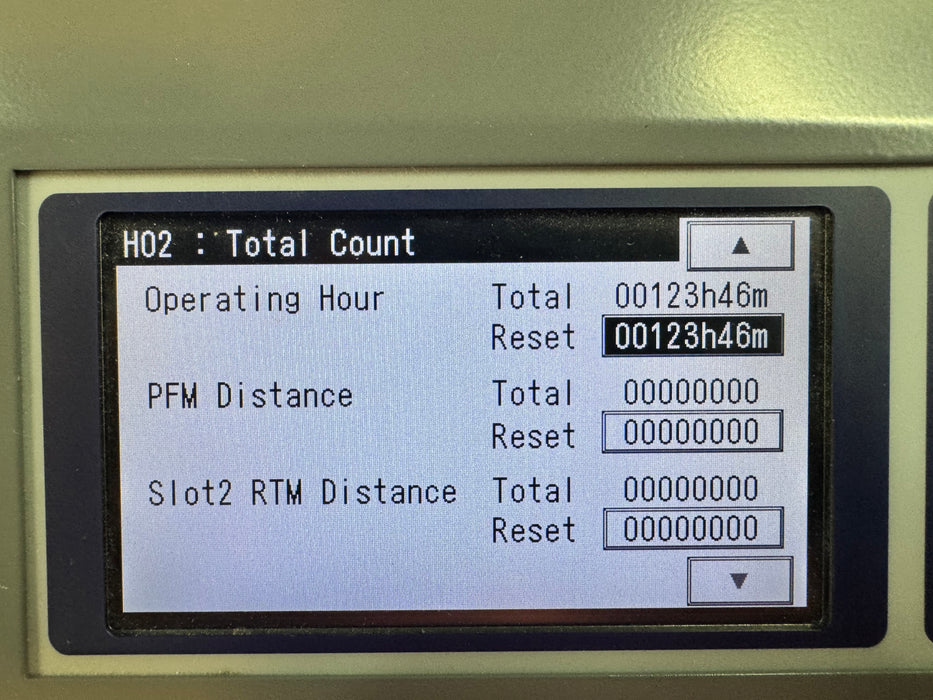 H02 : Total Count ▲
Operating Hour Total 00123h46m
Reset 00123h46m
PFM Distance Total 00000000
Reset 00000000
Slot2 RTM Distance Total 00000000
Reset 00000000
▼